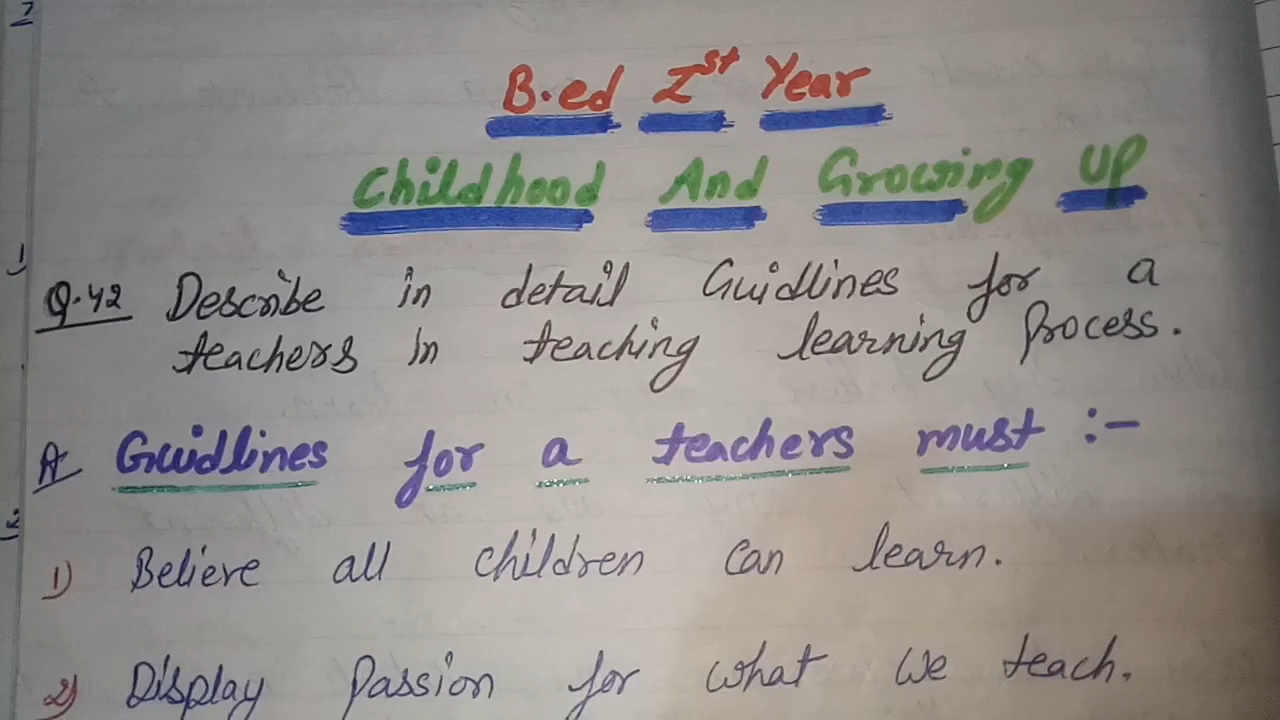 B.ed Ist Year
Childhood And Growing UP
Q.42 Describe in detail Guidlines for a
teachers in teaching learning Process.
A Guidlines for a teachers must :-
1) Believe all children can learn.
2) Display Passion for what we teach.